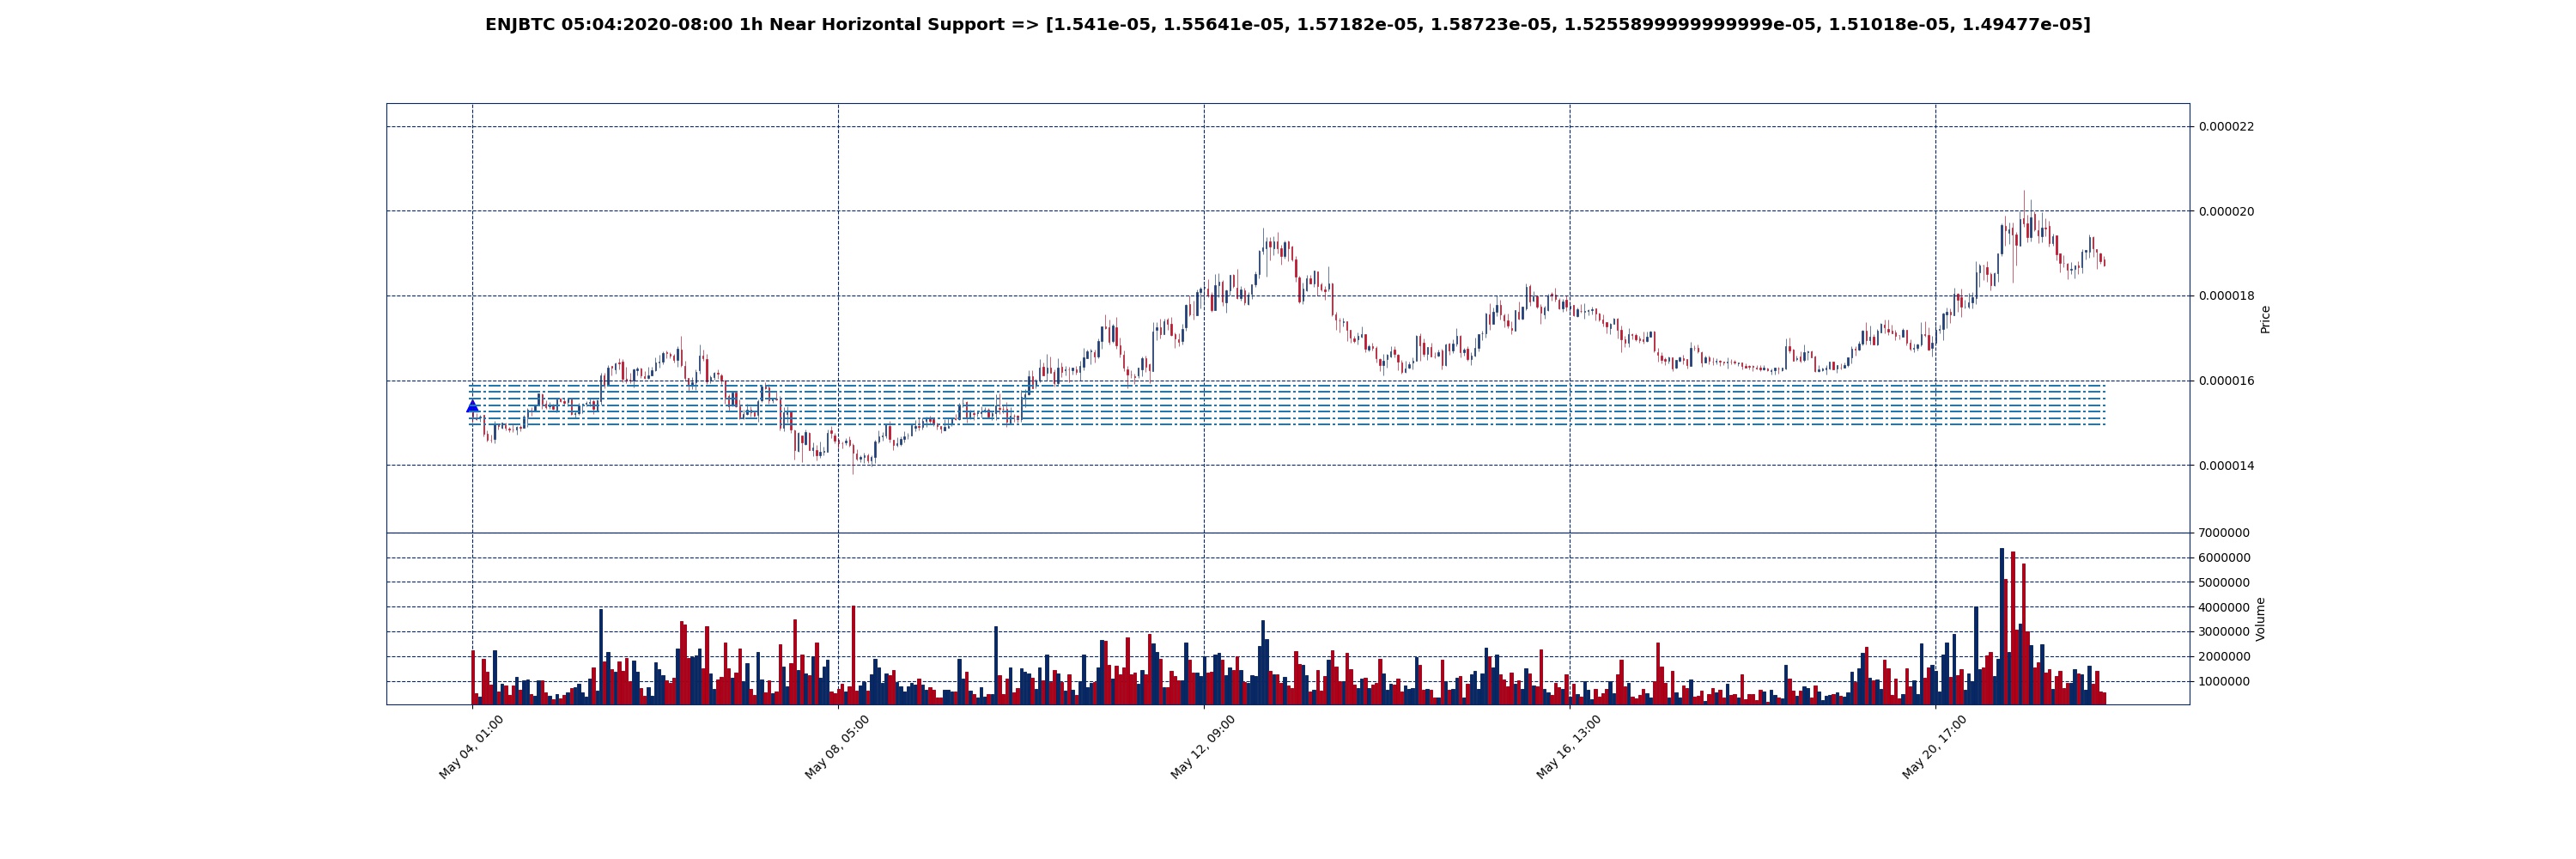 ENJBTC 05:04:2020-08:00 1h Near Horizontal Support => [1.541e-05, 1.55641e-05, 1.57182e-05, 1.58723e-05, 1.5255899999999999e-05, 1.51018e-05, 1.49477e-05]
0.000022
0.000020
0.000018
Price
0.000016
0.000014
7000000
6000000
5000000
4000000
Volume
3000000
2000000
1000000
May 04, 01:00
May 08, 05:00
May 12, 09:00
May 16, 13:00
May 20, 17:00